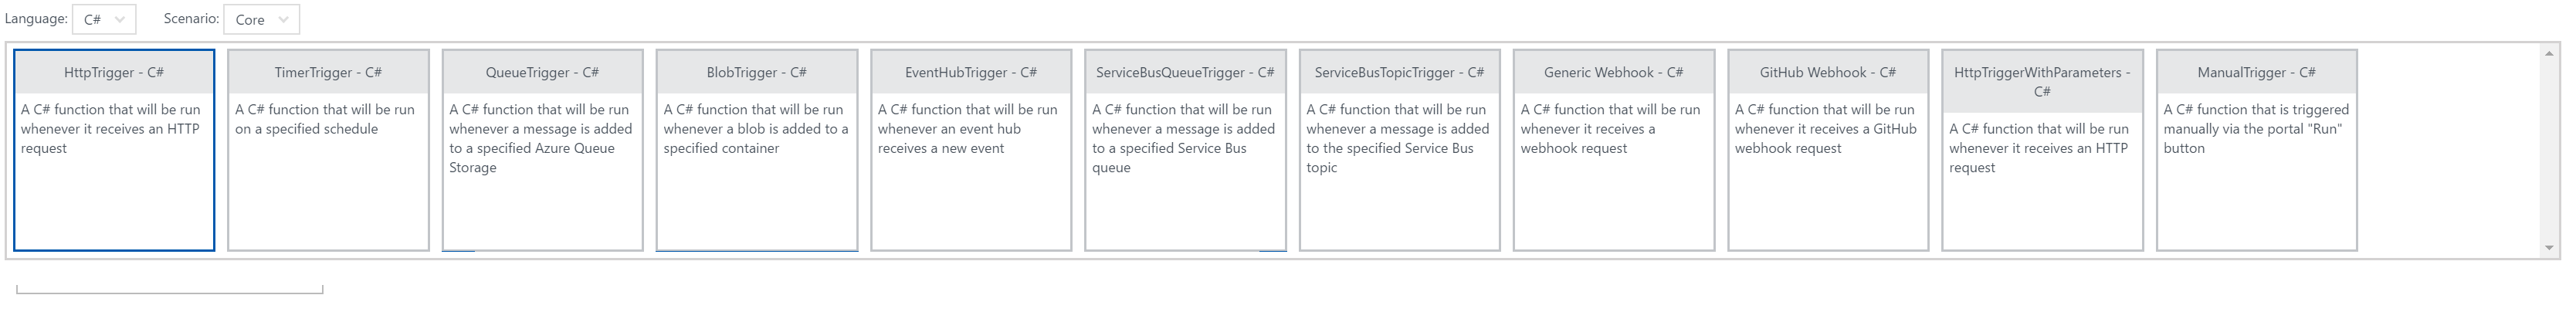 Language: C# Scenario: Core
HttpTrigger - C#
A C# function that will be run
whenever it receives an HTTP
request
TimerTrigger - C#
A C# function that will be run
on a specified schedule
QueueTrigger - C#
A C# function that will be run
whenever a message is added
to a specified Azure Queue
Storage
BlobTrigger - C#
A C# function that will be run
whenever a blob is added to a
specified container
EventHubTrigger - C#
A C# function that will be run
whenever an event hub
receives a new event
ServiceBusQueueTrigger - C#
A C# function that will be run
whenever a message is added
to a specified Service Bus
queue
ServiceBusTopicTrigger - C#
A C# function that will be run
whenever a message is added
to the specified Service Bus
topic
Generic Webhook - C#
A C# function that will be run
whenever it receives a
webhook request
GitHub Webhook - C#
A C# function that will be run
whenever it receives a GitHub
webhook request
HttpTriggerWithParameters -
C#
A C# function that will be run
whenever it receives an HTTP
request
ManualTrigger - C#
A C# function that is triggered
manually via the portal "Run"
button